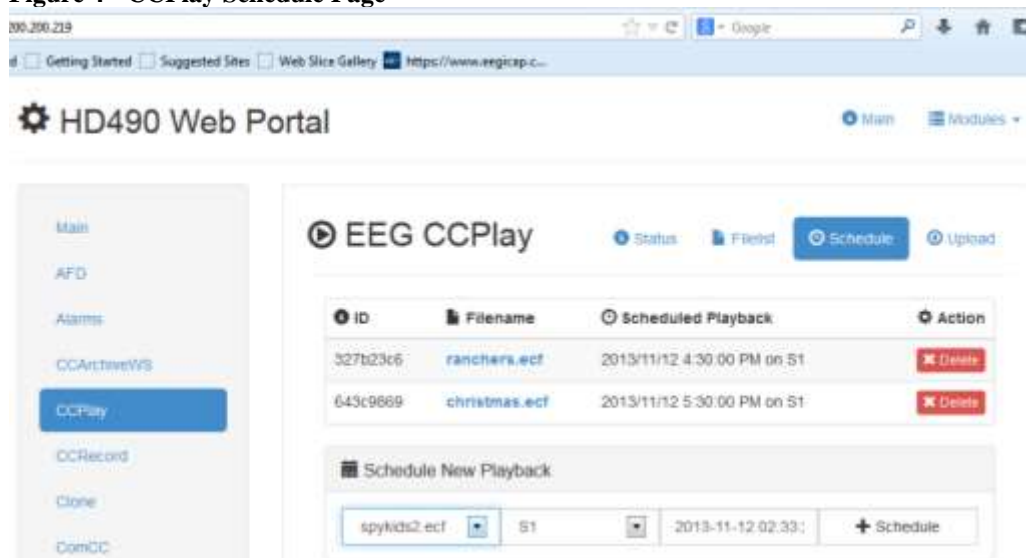 Figure 4 - CCPlay Schedule Page
200.200.219
Google
d Getting Started Suggested Sites Web Slice Gallery https://www.eegicap.c...
HD490 Web Portal
Main Modules
Main
AFD
Alarms
CCArchiveWS
CCPlay
CCRecord
Clone
ComCC
EEG CCPlay
Status Filelist Schedule Upload
ID Filename Scheduled Playback Action
327b23c6 ranchers.ecf 2013/11/12 4:30:00 PM on S1 Delete
643c9869 christmas.ecf 2013/11/12 5:30:00 PM on S1 Delete
Schedule New Playback
spykids2.ecf S1 2013-11-12 02:33: Schedule